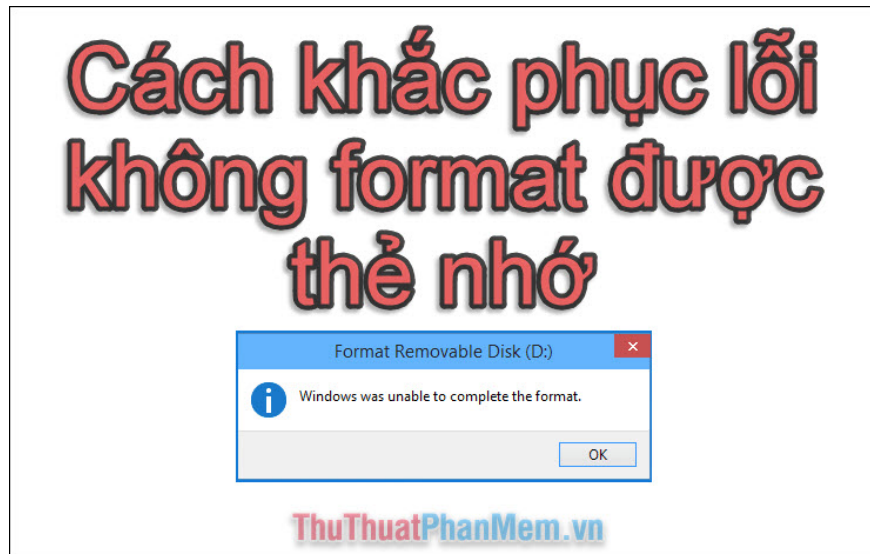 Cách khắc phục lỗi
không format được
thẻ nhớ
Format Removable Disk (D:)
Windows was unable to complete the format.
OK
ThuThuatPhanMem.vn